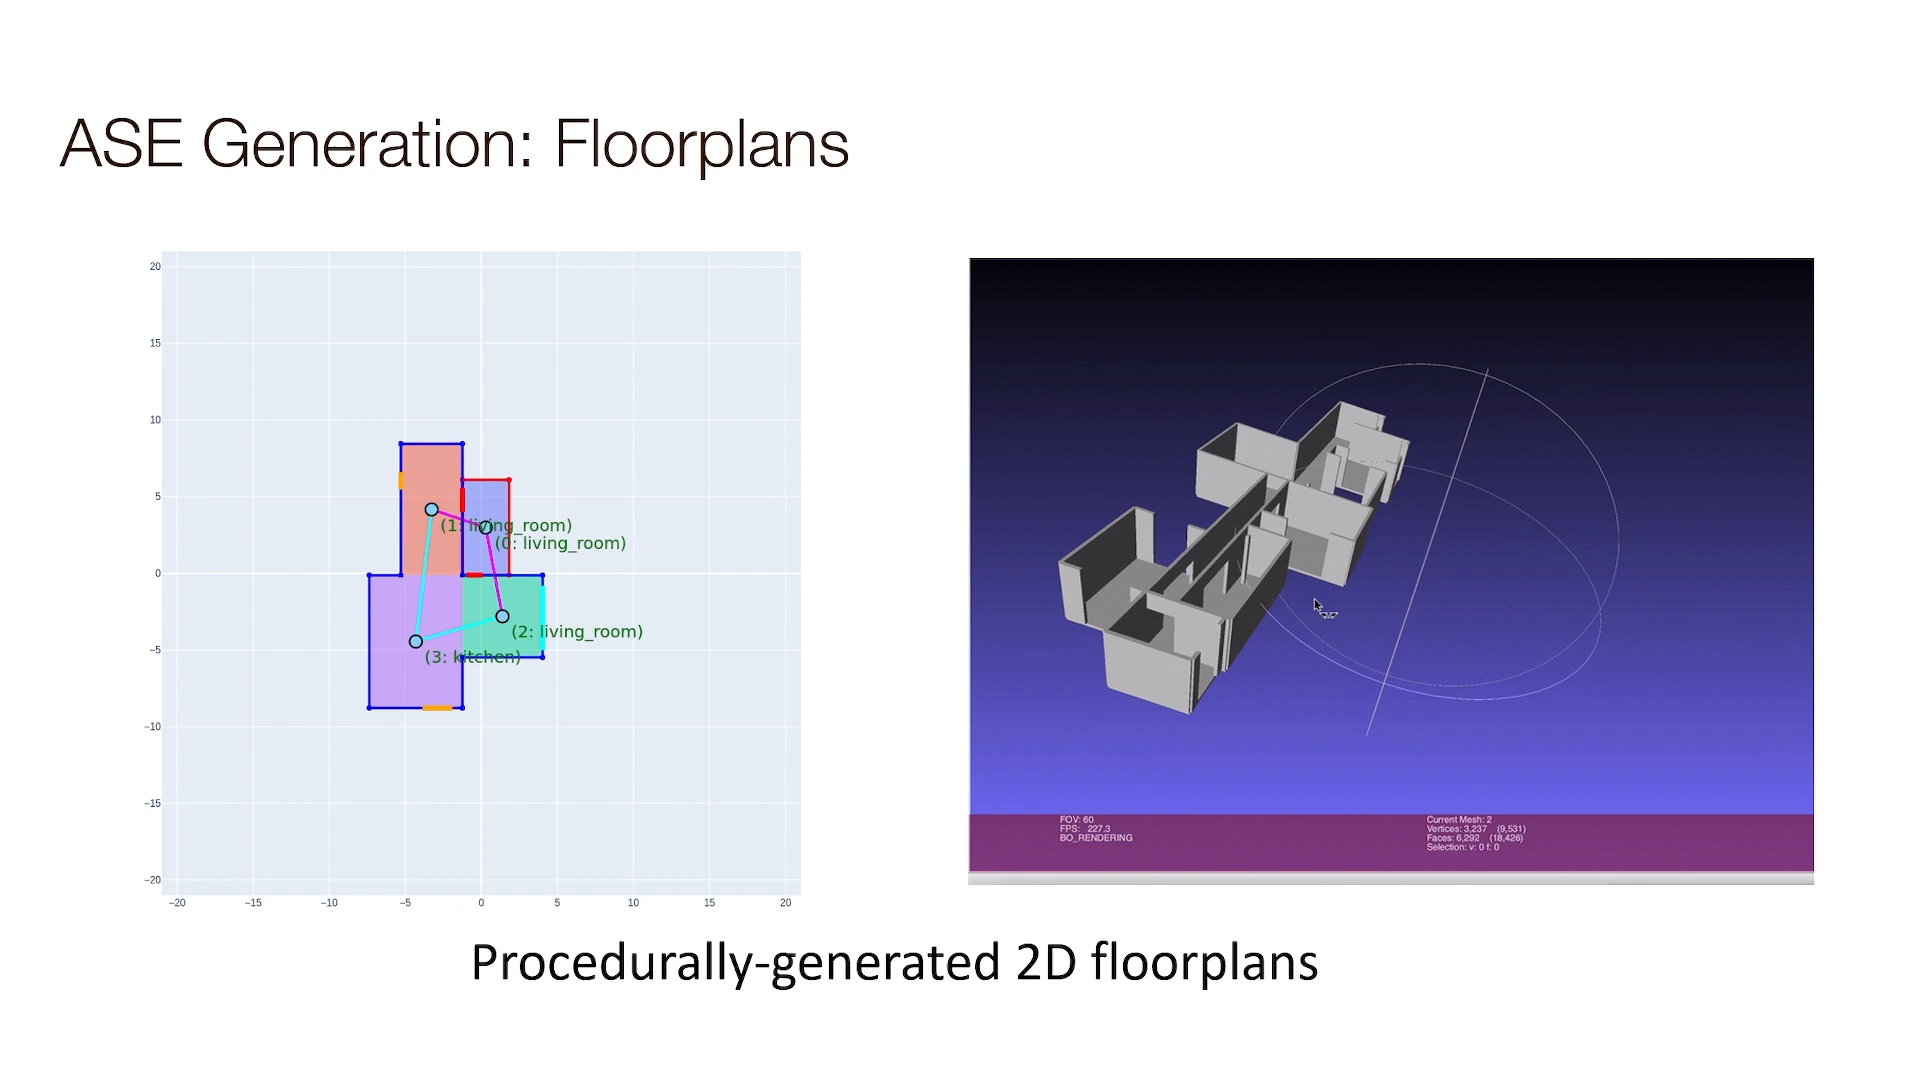 ASE Generation: Floorplans
20
15
10
5
0
−5
−10
−15
−20
−20 −15 −10 −5 0 5 10 15 20
(1: living_room)
(0: living_room)
(2: living_room)
(3: kitchen)
FOV: 60
FPS: 227.3
BO_RENDERING
Current Mesh: 2
Vertices: 3,237 (9,531)
Faces: 6,292 (18,426)
Selection: v: 0 f: 0
Procedurally-generated 2D floorplans